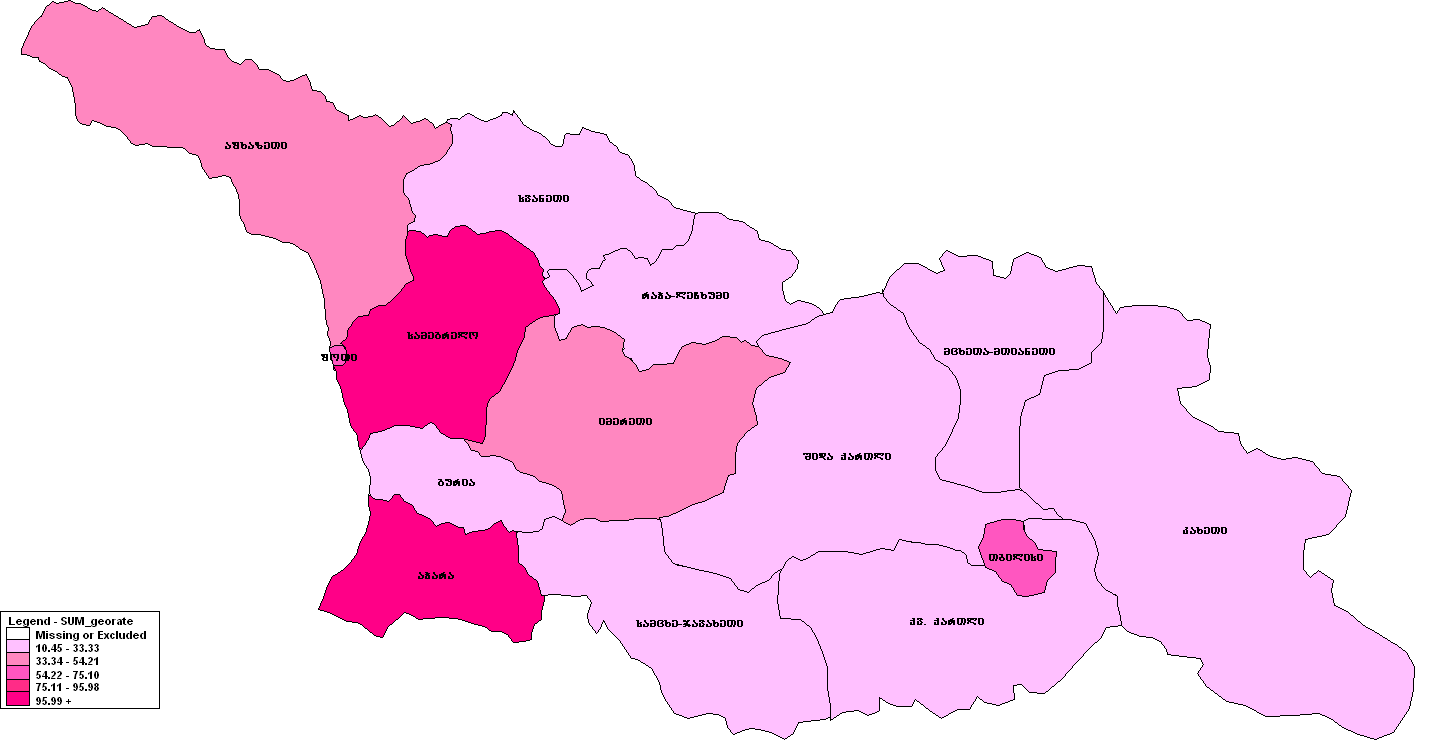 აფხაზეთი
სვანეთი
რაჭა-ლეჩხუმი
სამეგრელო
მცხეთა-მთიანეთი
ფოთი
იმერეთი
შიდა ქართლი
გურია
კახეთი
თბილისი
აჭარა
სამცხე-ჯავახეთი
ქვ. ქართლი
Legend - SUM_georate
Missing or Excluded
10.45 - 33.33
33.34 - 54.21
54.22 - 75.10
75.11 - 95.98
95.99 +